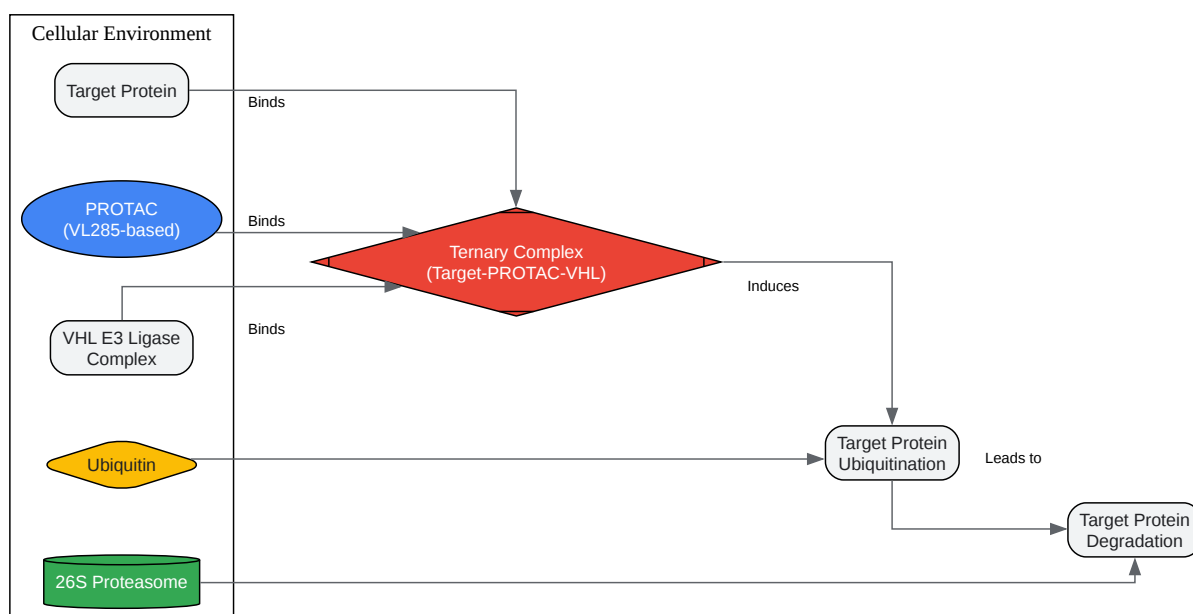 Cellular Environment
Target Protein
Binds
PROTAC
(VL285-based)
Binds
Ternary Complex
(Target-PROTAC-VHL)
Induces
VHL E3 Ligase
Complex
Binds
Ubiquitin
Target Protein
Ubiquitination
Leads to
Target Protein
Degradation
26S Proteasome